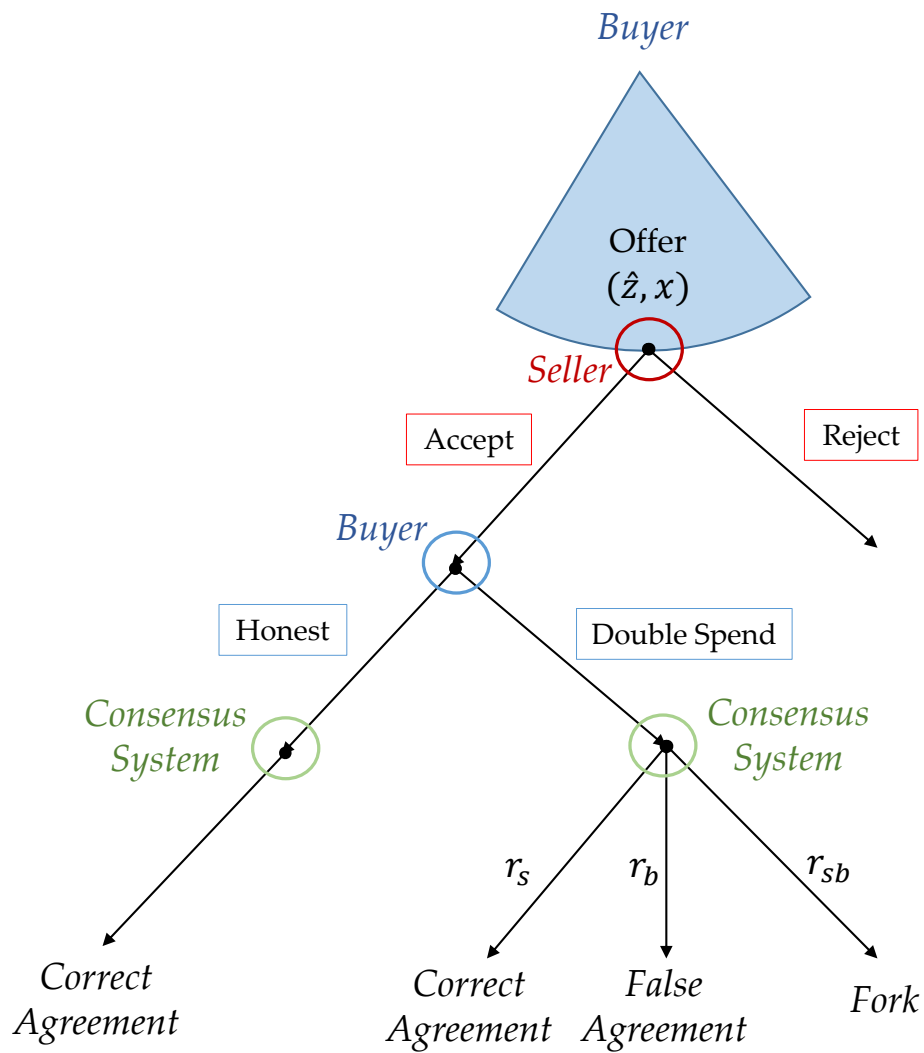 Buyer
Offer
(ẑ, x)
Seller
Accept
Reject
Buyer
Honest
Double Spend
Consensus
System
Consensus
System
r_s
r_b
r_sb
Correct
Agreement
Correct
Agreement
False
Agreement
Fork